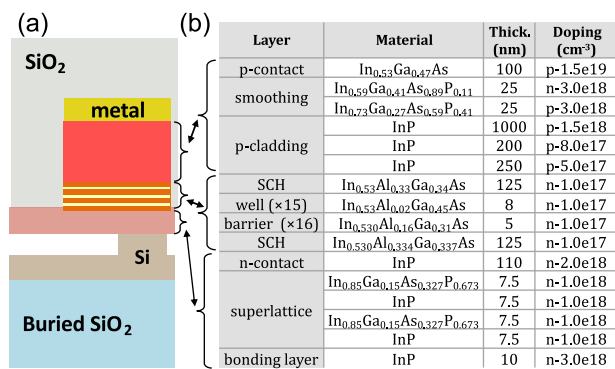 (a)
SiO2
metal
Si
Buried SiO2
(b)
Layer Material Thick. (nm) Doping (cm-3)
p-contact In0.53Ga0.47As 100 p-1.5e19
smoothing In0.59Ga0.41As0.89P0.11 25 n-3.0e18
In0.73Ga0.27As0.59P0.41 25 p-3.0e18
p-cladding InP 1000 p-1.5e18
InP 200 p-8.0e17
InP 250 p-5.0e17
SCH In0.53Al0.33Ga0.34As 125 n-1.0e17
well (×15) In0.53Al0.02Ga0.45As 8 n-1.0e17
barrier (×16) In0.530Al0.16Ga0.31As 5 n-1.0e17
SCH In0.530Al0.334Ga0.337As 125 n-1.0e17
n-contact InP 110 n-2.0e18
superlattice In0.85Ga0.15As0.327P0.673 7.5 n-1.0e18
InP 7.5 n-1.0e18
In0.85Ga0.15As0.327P0.673 7.5 n-1.0e18
InP 7.5 n-1.0e18
bonding layer InP 10 n-3.0e18